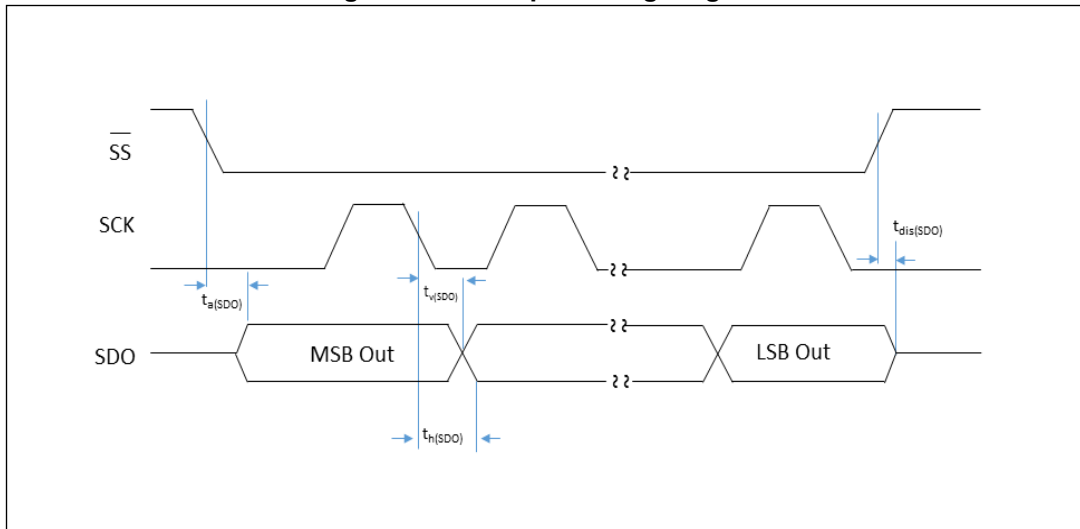 SS
SCK
t_dis(SDO)
t_a(SDO)
t_v(SDO)
SDO
MSB Out
LSB Out
t_h(SDO)